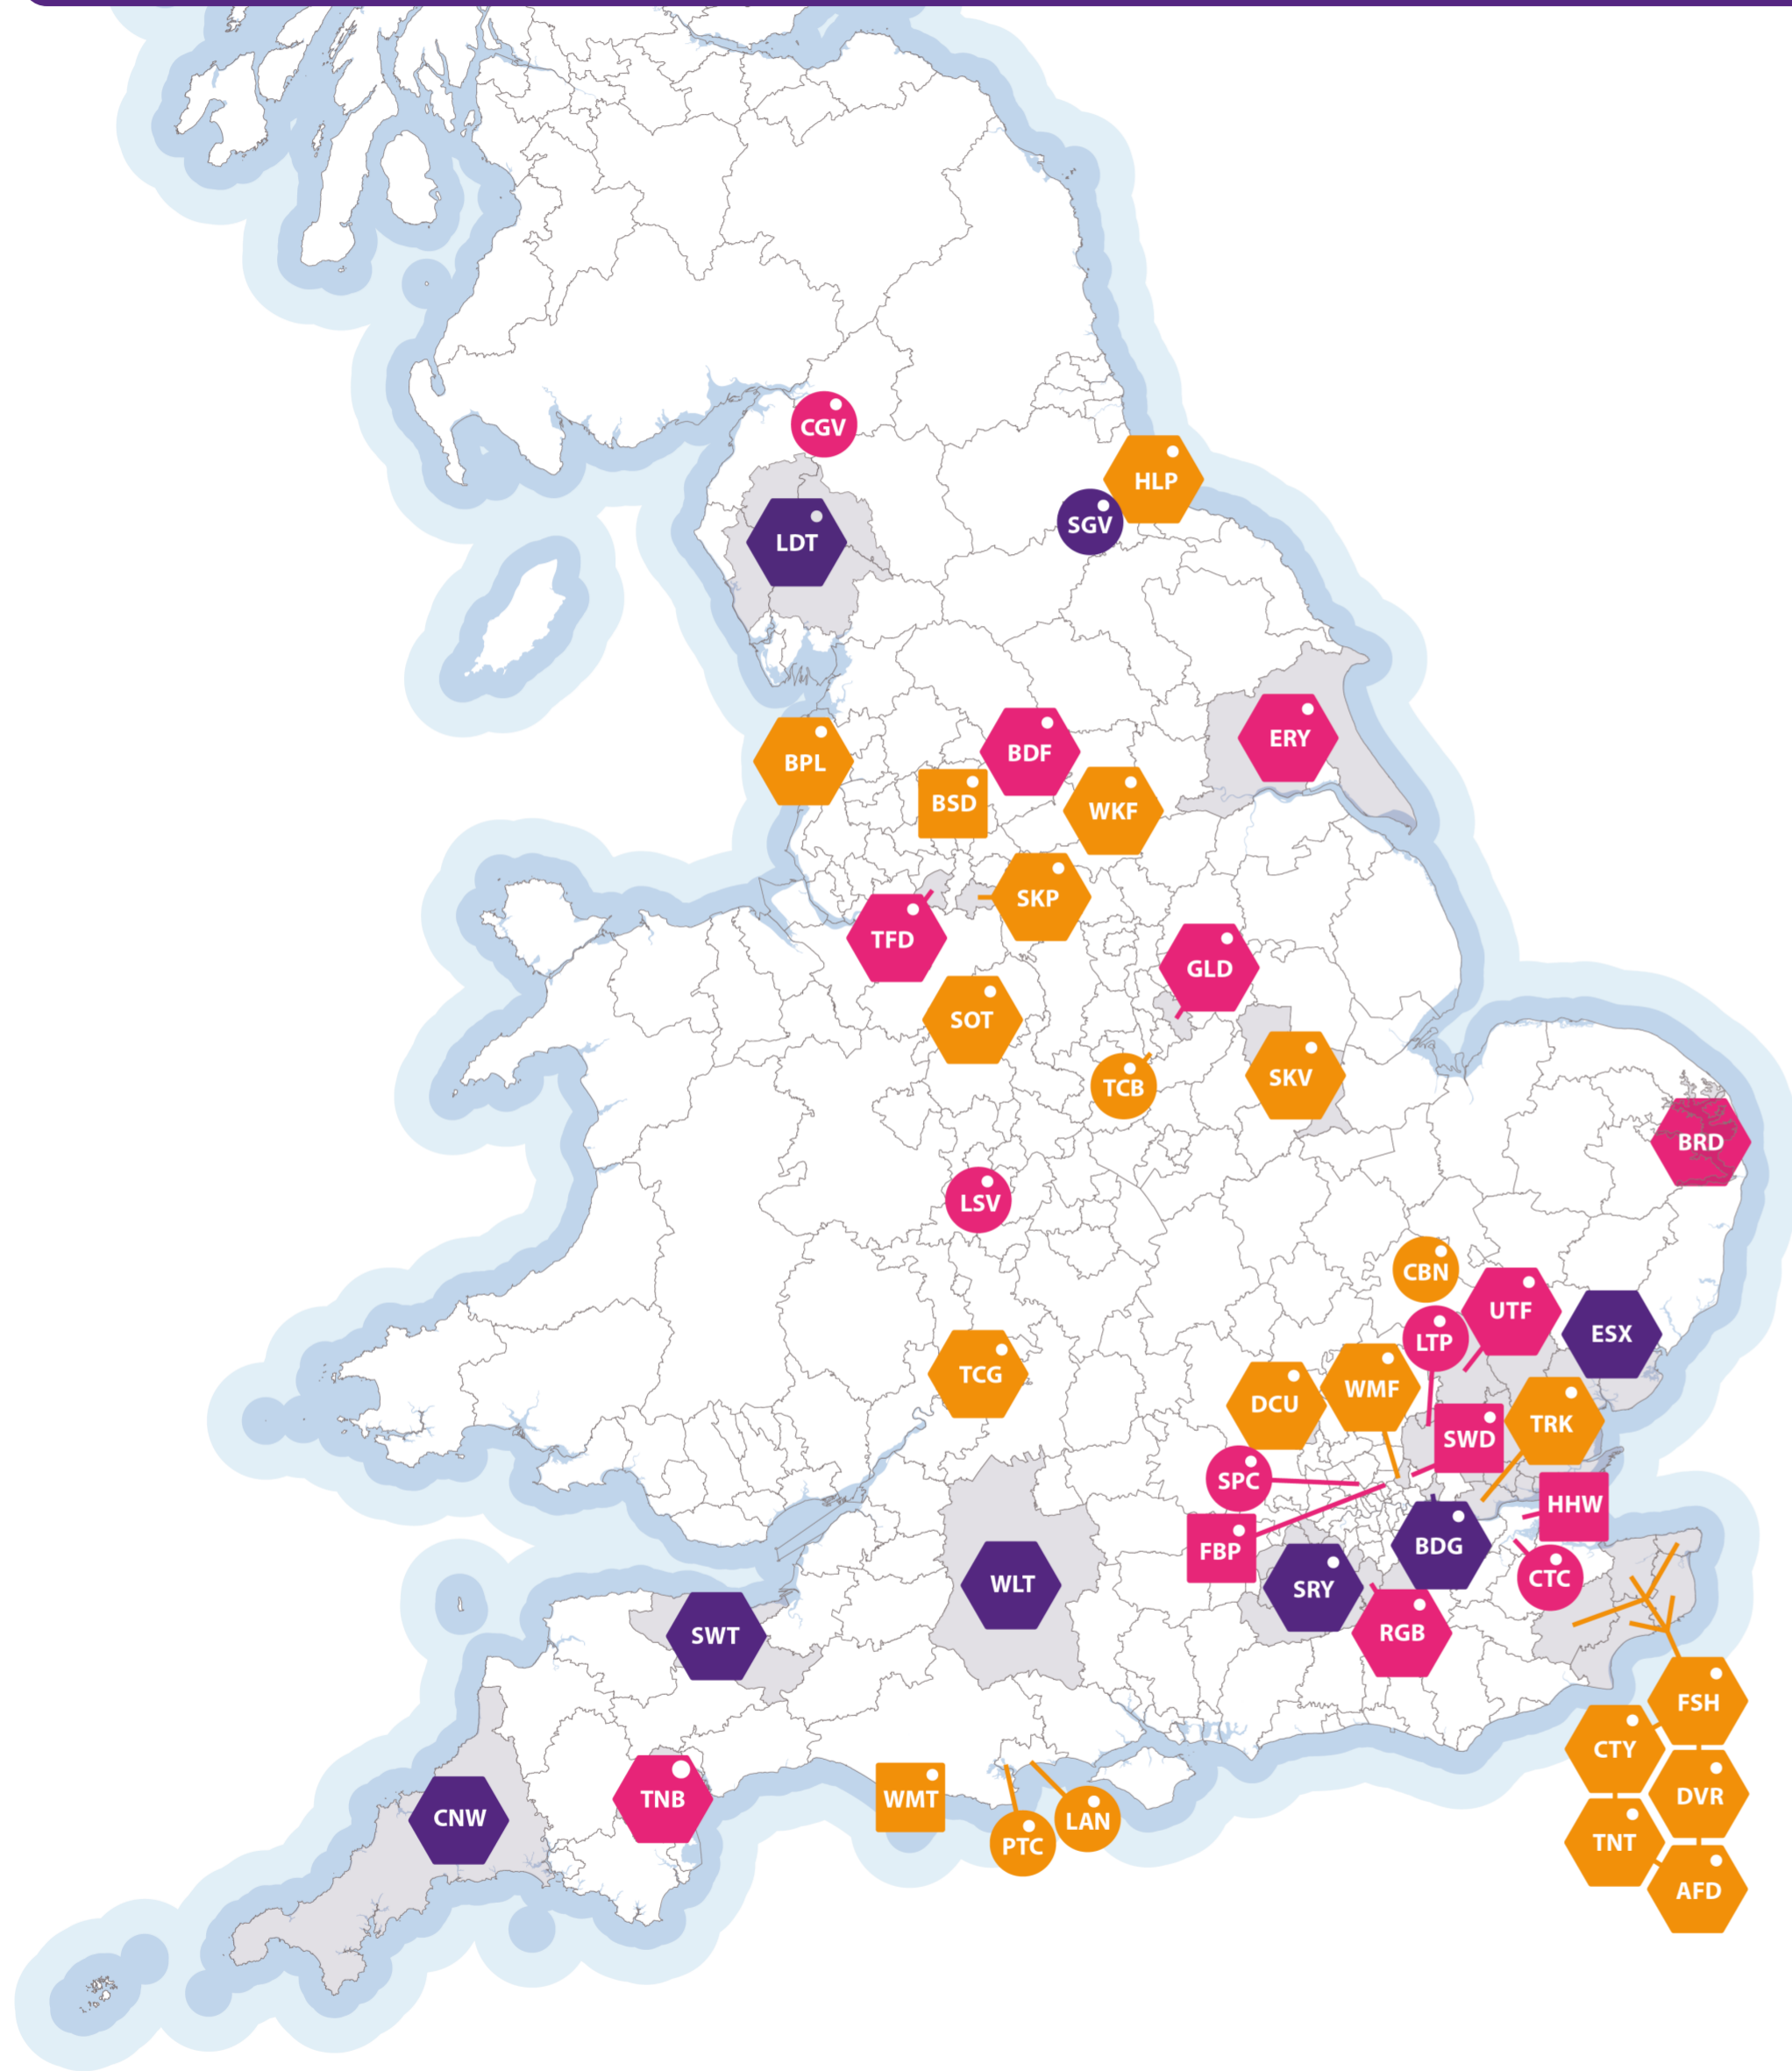 CGV
HLP
SGV
LDT
ERY
BDF
BPL
BSD
WKF
SKP
TFD
GLD
SOT
SKV
TCB
BRD
LSV
CBN
UTF
ESX
LTP
TCG
WMF
DCU
TRK
SWD
SPC
HHW
BDG
FBP
CTC
WLT
SRY
RGB
SWT
FSH
CTY
DVR
TNB
WMT
CNW
LAN
PTC
TNT
AFD